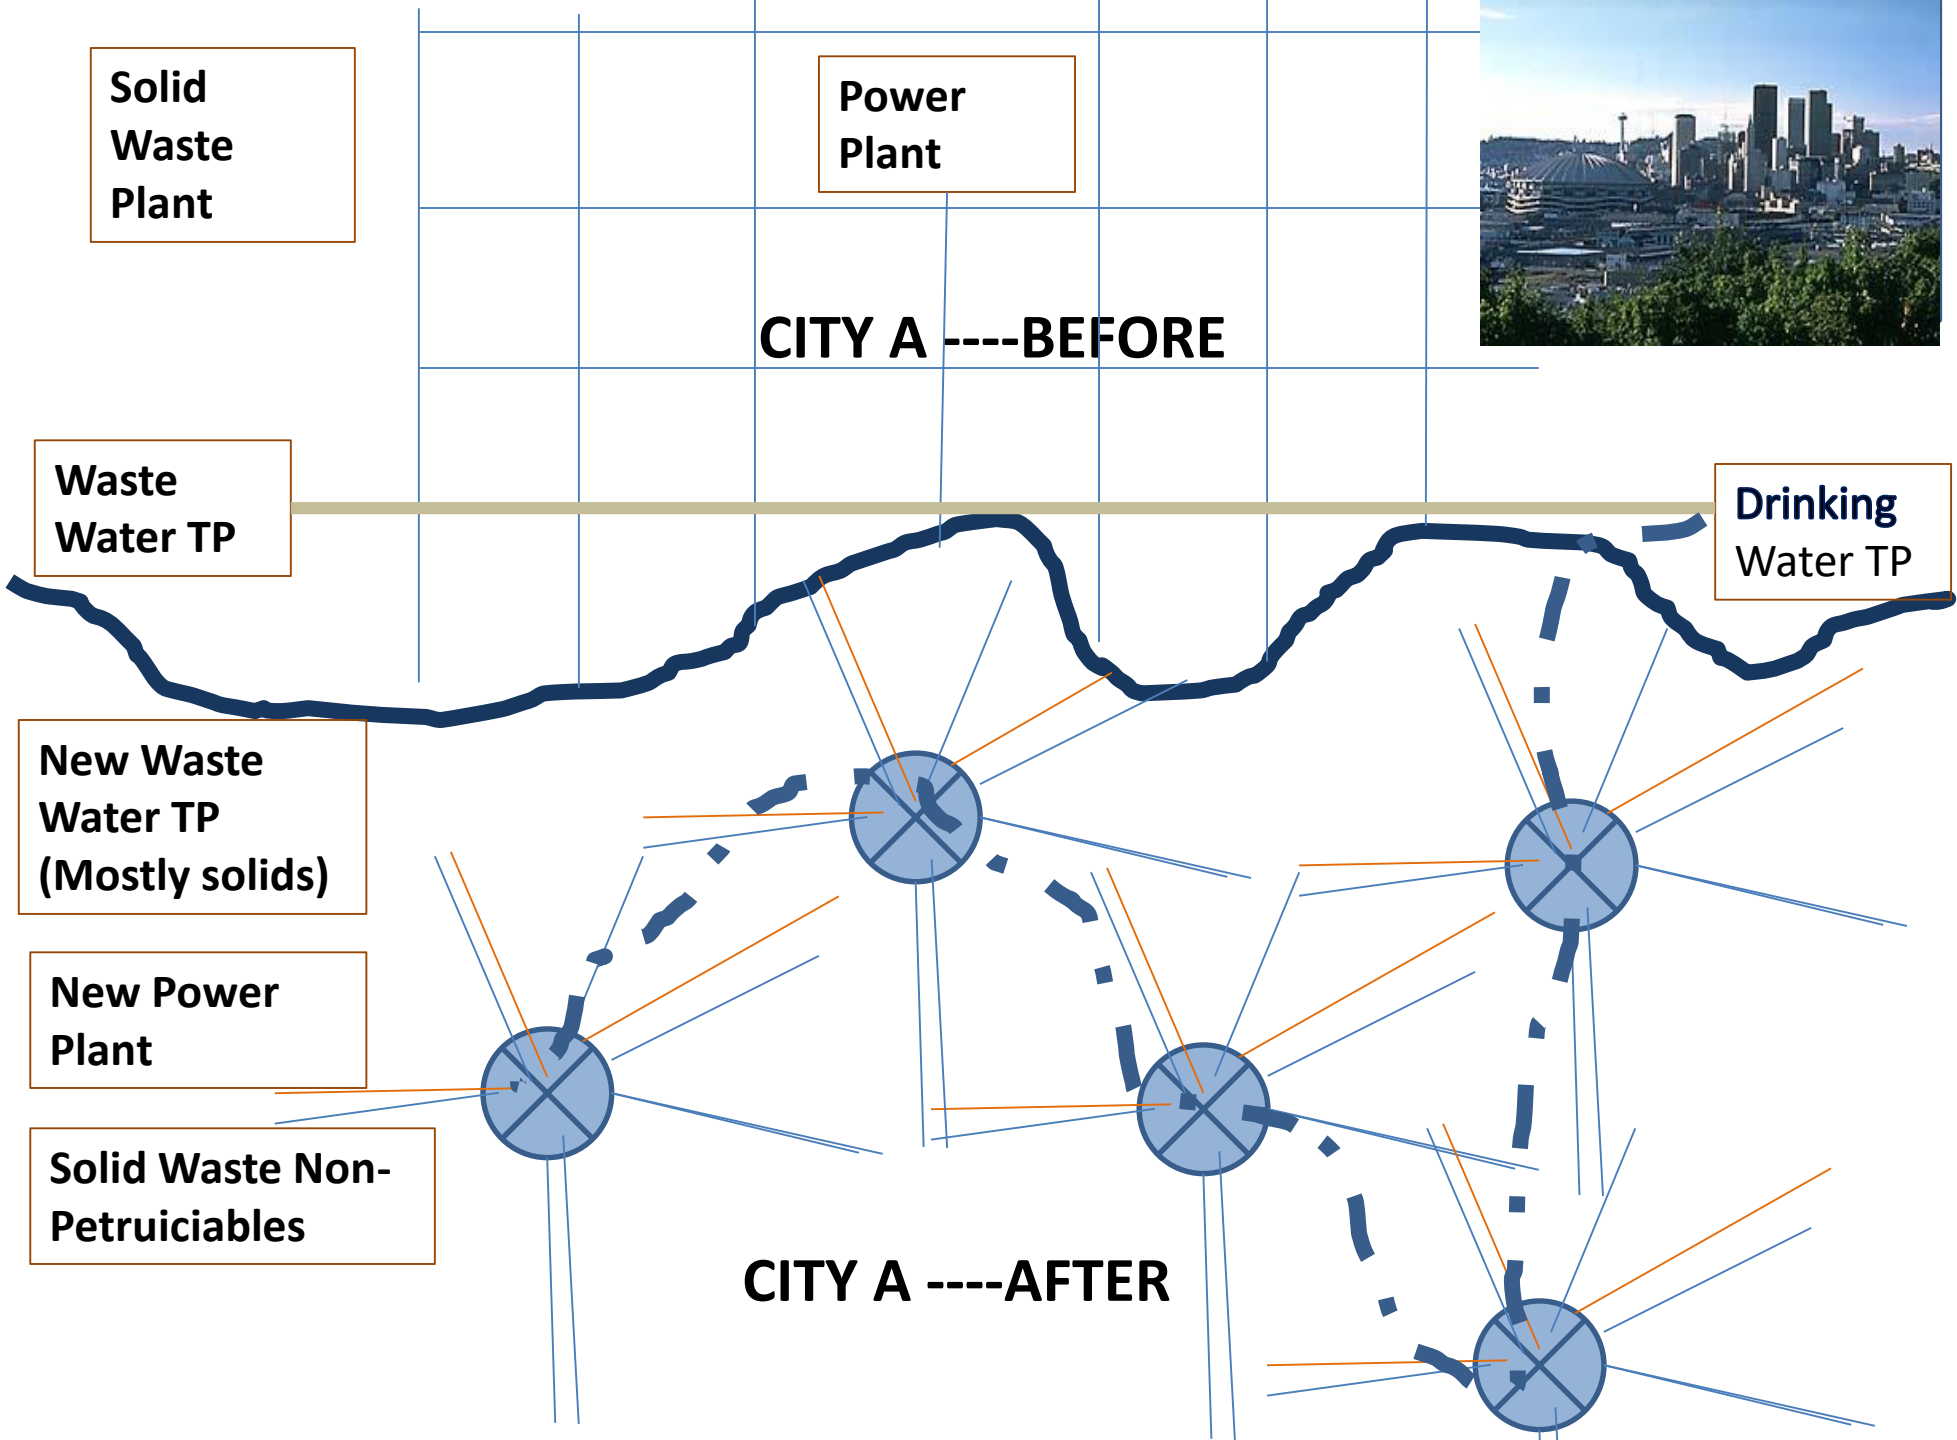 Solid
Waste
Plant
Power
Plant
CITY A ----BEFORE
Waste
Water TP
Drinking
Water TP
New Waste
Water TP
(Mostly solids)
New Power
Plant
Solid Waste Non-
Petruiciables
CITY A ----AFTER